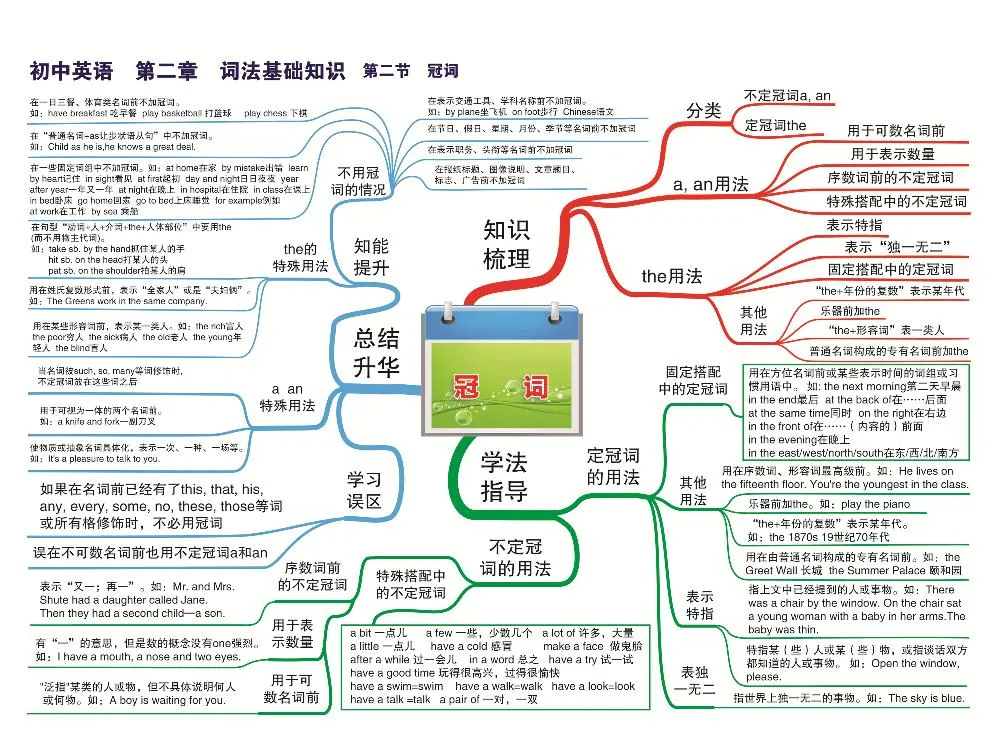 初中英语 第二章 词法基础知识 第二节 冠词
冠 词
知识
梳理
分类
不定冠词a, an
定冠词the
a, an用法
用于可数名词前
用于表示数量
序数词前的不定冠词
特殊搭配中的不定冠词
the用法
表示特指
表示“独一无二”
固定搭配中的定冠词
其他
用法
“the+年份的复数”表示某年代
乐器前加the
“the+形容词”表一类人
普通名词构成的专有名词前加the
学法
指导
定冠词
的用法
固定搭配
中的定冠词
用在方位名词前或某些表示时间的词组或习
惯用语中。 如: the next morning第二天早晨
in the end最后 at the back of在……后面
at the same time同时 on the right在右边
in the front of在……（内容的）前面
in the evening在晚上
in the east/west/north/south在东/西/北/南方
其他
用法
用在序数词、形容词最高级前。如：He lives on
the fifteenth floor. You're the youngest in the class.
乐器前加the。如：play the piano
“the+年份的复数”表示某年代。
如：the 1870s 19世纪70年代
用在由普通名词构成的专有名词前。如：the
Greet Wall 长城 the Summer Palace 颐和园
表示
特指
指上文中已经提到的人或事物。如：There
was a chair by the window. On the chair sat
a young woman with a baby in her arms.The
baby was thin.
特指某（些）人或某（些）物，或指谈话双方
都知道的人或事物。 如：Open the window,
please.
表独
一无二
指世界上独一无二的事物。如：The sky is blue.
不定冠
词的用法
特殊搭配中
的不定冠词
a bit 一点儿 a few 一些，少数几个 a lot of 许多，大量
a little 一点儿 have a cold 感冒 make a face 做鬼脸
after a while 过一会儿 in a word 总之 have a try 试一试
have a good time 玩得很高兴，过得很愉快
have a swim=swim have a walk=walk have a look=look
have a talk =talk a pair of 一对，一双
序数词前
的不定冠词
表示“又一；再一”。如：Mr. and Mrs.
Shute had a daughter called Jane.
Then they had a second child—a son.
用于表
示数量
有“一”的意思，但是数的概念没有one强烈。
如：I have a mouth, a nose and two eyes.
用于可
数名词前
"泛指"某类的人或物，但不具体说明何人
或何物。如；A boy is waiting for you.
总结
升华
知能
提升
不用冠
词的情况
在一日三餐、体育类名词前不加冠词。
如：have breakfast 吃早餐 play basketball 打篮球 play chess 下棋
在“普通名词+as让步状语从句”中不加冠词。
如：Child as he is,he knows a great deal.
在一些固定词组中不加冠词。如：at home在家 by mistake出错 learn
by heart记住 in sight看见 at first起初 day and night日日夜夜 year
after year一年又一年 at night在晚上 in hospital在住院 in class在课上
in bed卧床 go home回家 go to bed上床睡觉 for example例如
at work在工作 by sea 乘船
在表示交通工具、学科名称前不加冠词。
如：by plane坐飞机 on foot步行 Chinese语文
在节日、假日、星期、月份、季节等名词前不加冠词
在表示职务、头衔等名词前不加冠词
在报纸标题、图像说明、文章题目、
标志、广告前不加冠词
the的
特殊用法
在句型“动词+人+介词+the+人体部位”中要用the
(而不用物主代词)。
如：take sb. by the hand抓住某人的手
hit sb. on the head打某人的头
pat sb. on the shoulder拍某人的肩
用在姓氏复数形式前，表示“全家人”或是“夫妇俩”。
如；The Greens work in the same company.
用在某些形容词前，表示某一类人。如：the rich富人
the poor穷人 the sick病人 the old老人 the young年
轻人 the blind盲人
a an
特殊用法
当名词被such, so, many等词修饰时,
不定冠词放在这些词之后
用于可视为一体的两个名词前。
如：a knife and fork一副刀叉
使物质或抽象名词具体化，表示一次、一种、一场等。
如：It's a pleasure to talk to you.
学习
误区
如果在名词前已经有了this, that, his,
any, every, some, no, these, those等词
或所有格修饰时，不必用冠词
误在不可数名词前也用不定冠词a和an